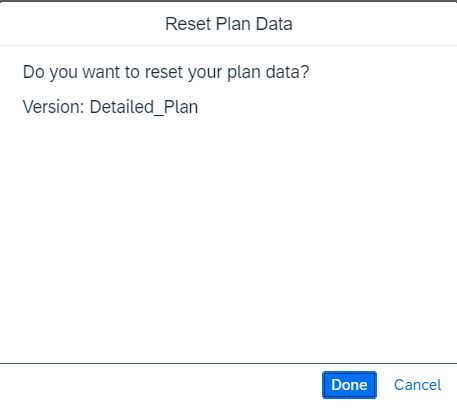 Reset Plan Data
Do you want to reset your plan data?
Version: Detailed_Plan
Done Cancel